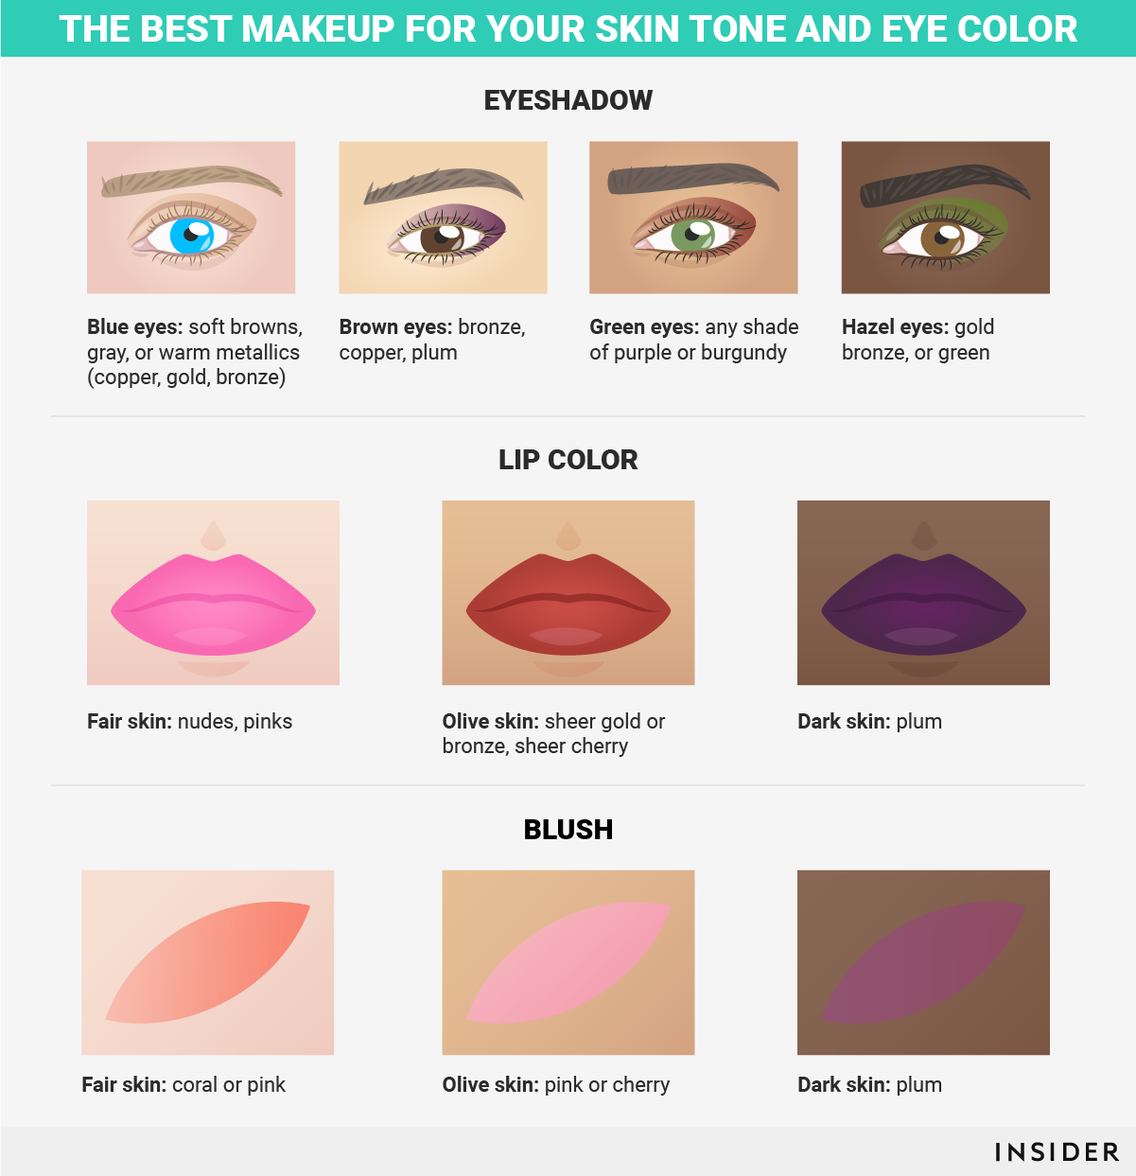 THE BEST MAKEUP FOR YOUR SKIN TONE AND EYE COLOR
EYESHADOW
Blue eyes: soft browns,
gray, or warm metallics
(copper, gold, bronze)
Brown eyes: bronze,
copper, plum
Green eyes: any shade
of purple or burgundy
Hazel eyes: gold
bronze, or green
LIP COLOR
Fair skin: nudes, pinks
Olive skin: sheer gold or
bronze, sheer cherry
Dark skin: plum
BLUSH
Fair skin: coral or pink
Olive skin: pink or cherry
Dark skin: plum
INSIDER